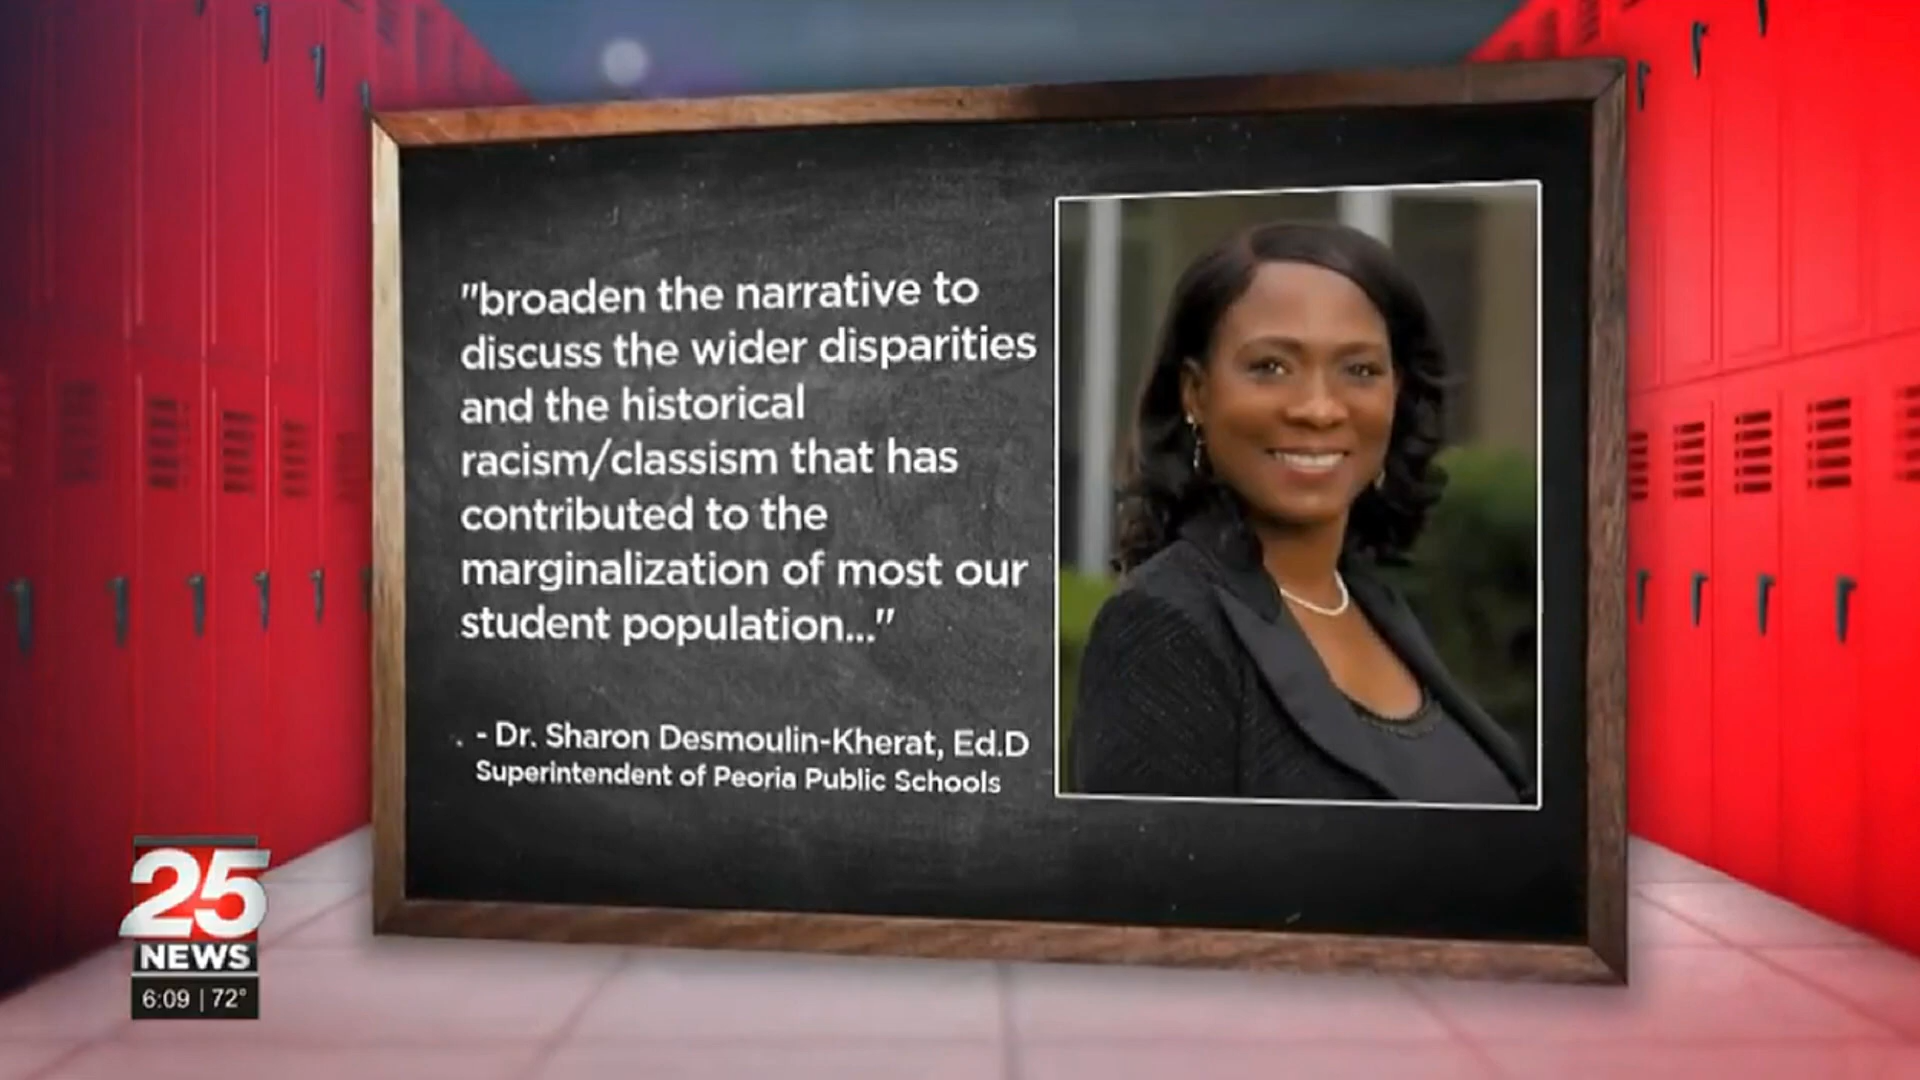 "broaden the narrative to
discuss the wider disparities
and the historical
racism/classism that has
contributed to the
marginalization of most our
student population..."
. - Dr. Sharon Desmoulin-Kherat, Ed.D
Superintendent of Peoria Public Schools
25
NEWS
6:09 | 72°